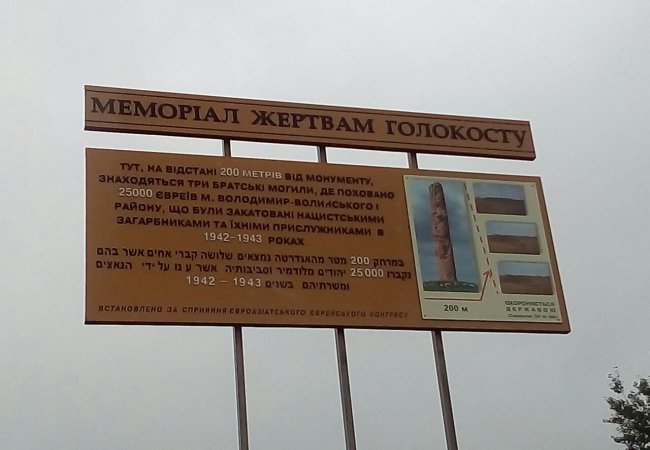 МЕМОРІАЛ ЖЕРТВАМ ГОЛОКОСТУ
ТУТ, НА ВІДСТАНІ 200 МЕТРІВ ВІД МОНУМЕНТУ,
ЗНАХОДЯТЬСЯ ТРИ БРАТСЬКІ МОГИЛИ, ДЕ ПОХОВАНО
25000 ЄВРЕЇВ М. ВОЛОДИМИР-ВОЛИНСЬКОГО І
РАЙОНУ, ЩО БУЛИ ЗАКАТОВАНІ НАЦИСТСЬКИМИ
ЗАГАРБНИКАМИ ТА ЇХНІМИ ПРИСЛУЖНИКАМИ В
1942-1943 РОКАХ
במרחק 200 מטר מהאנדרטה נמצאים שלושה קברי אחים אשר בהם
נקברו 25000 יהודים מלודמיר וסביבותיה אשר ענו על ידי הנאצים
ומשרתיהם בשנים 1942 - 1943
ВСТАНОВЛЕНО ЗА СПРИЯННЯ ЄВРОАЗІАТСЬКОГО ЄВРЕЙСЬКОГО КОНГРЕСУ
200 м
ОХОРОНЯЄТЬСЯ
ДЕРЖАВОЮ